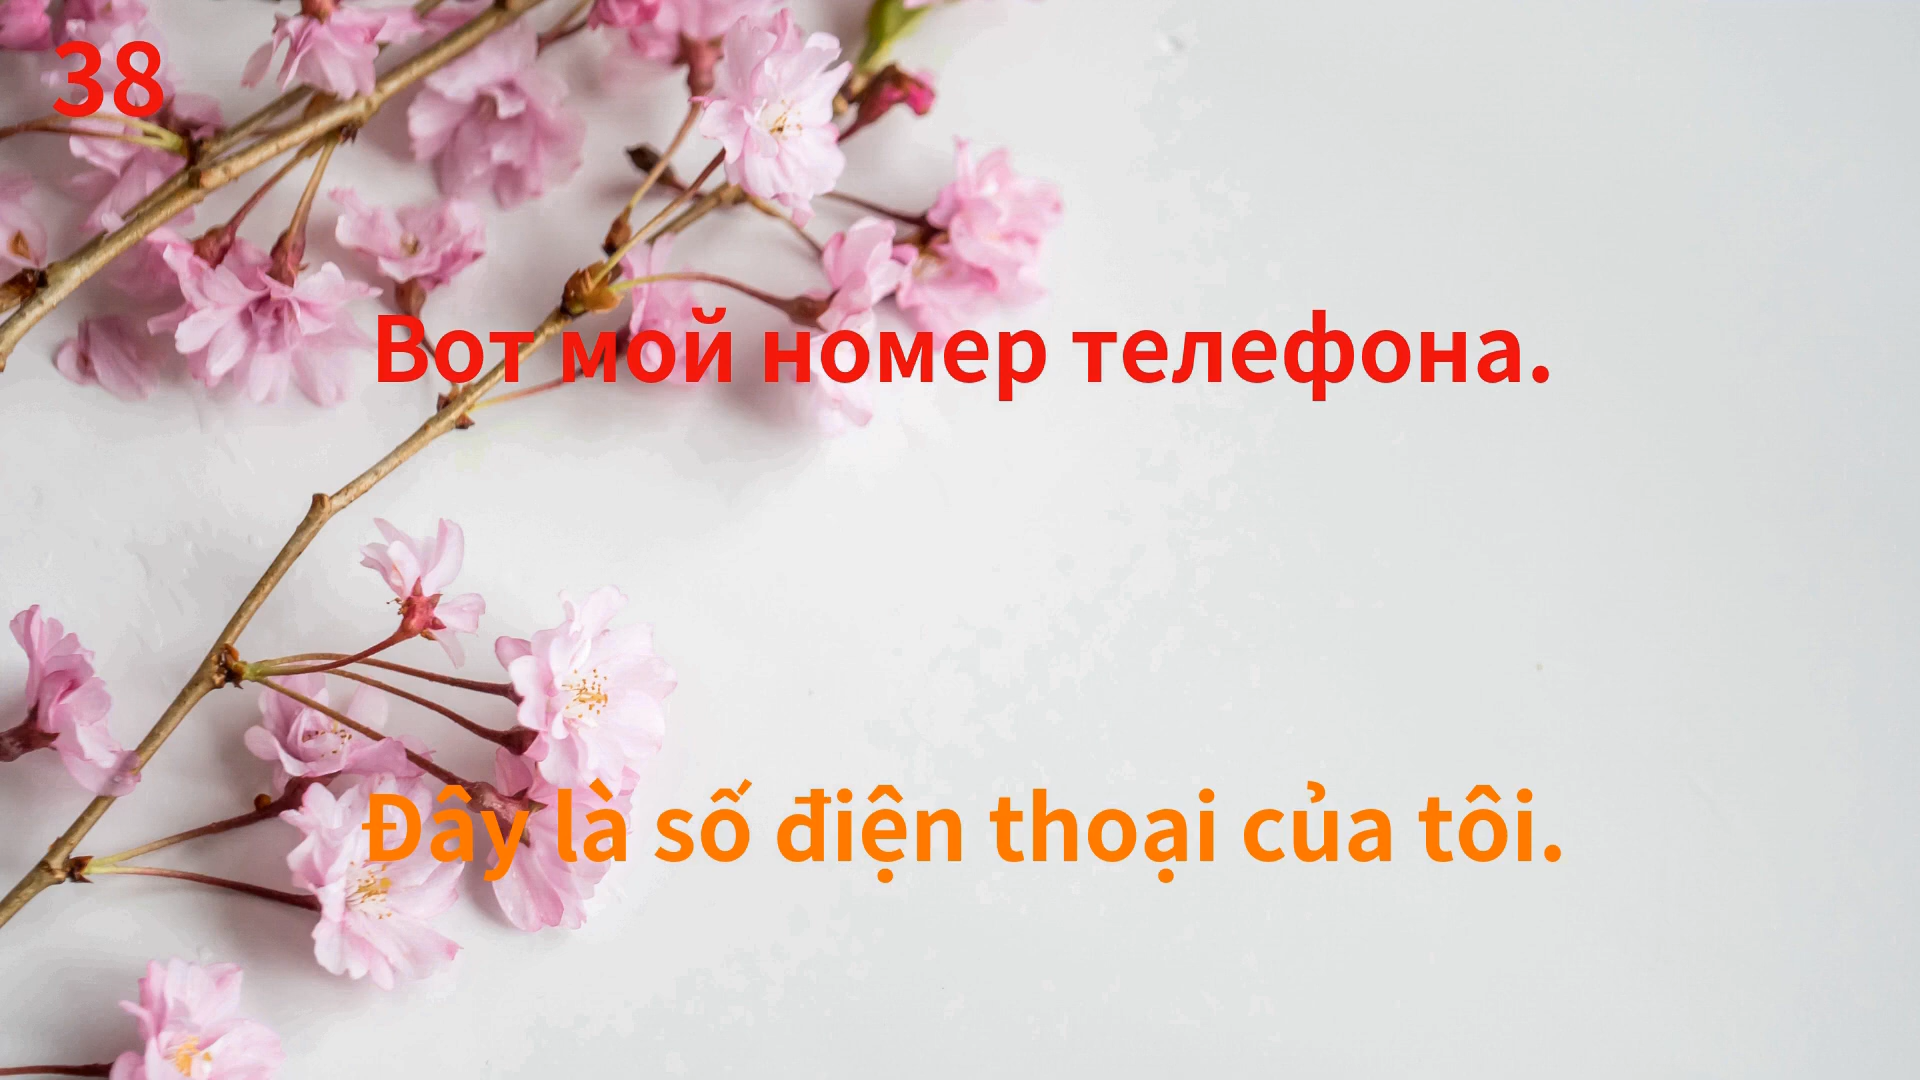 38
Вот мой номер телефона.
Đây là số điện thoại của tôi.